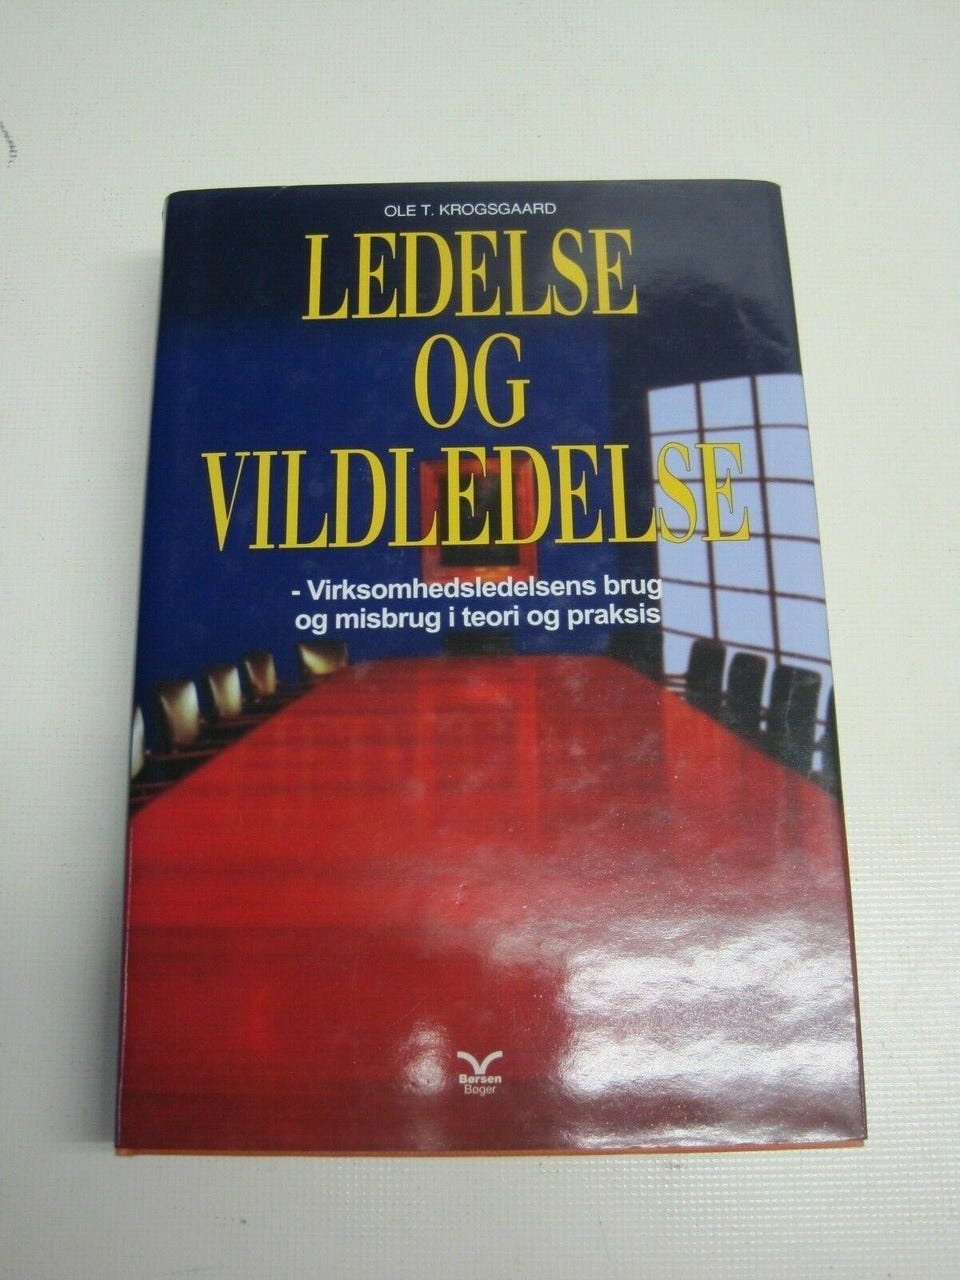 OLE T. KROGSGAARD
LEDELSE
OG
VILDLEDELSE
- Virksomhedsledelsens brug
og misbrug i teori og praksis
Børsen
Bøger